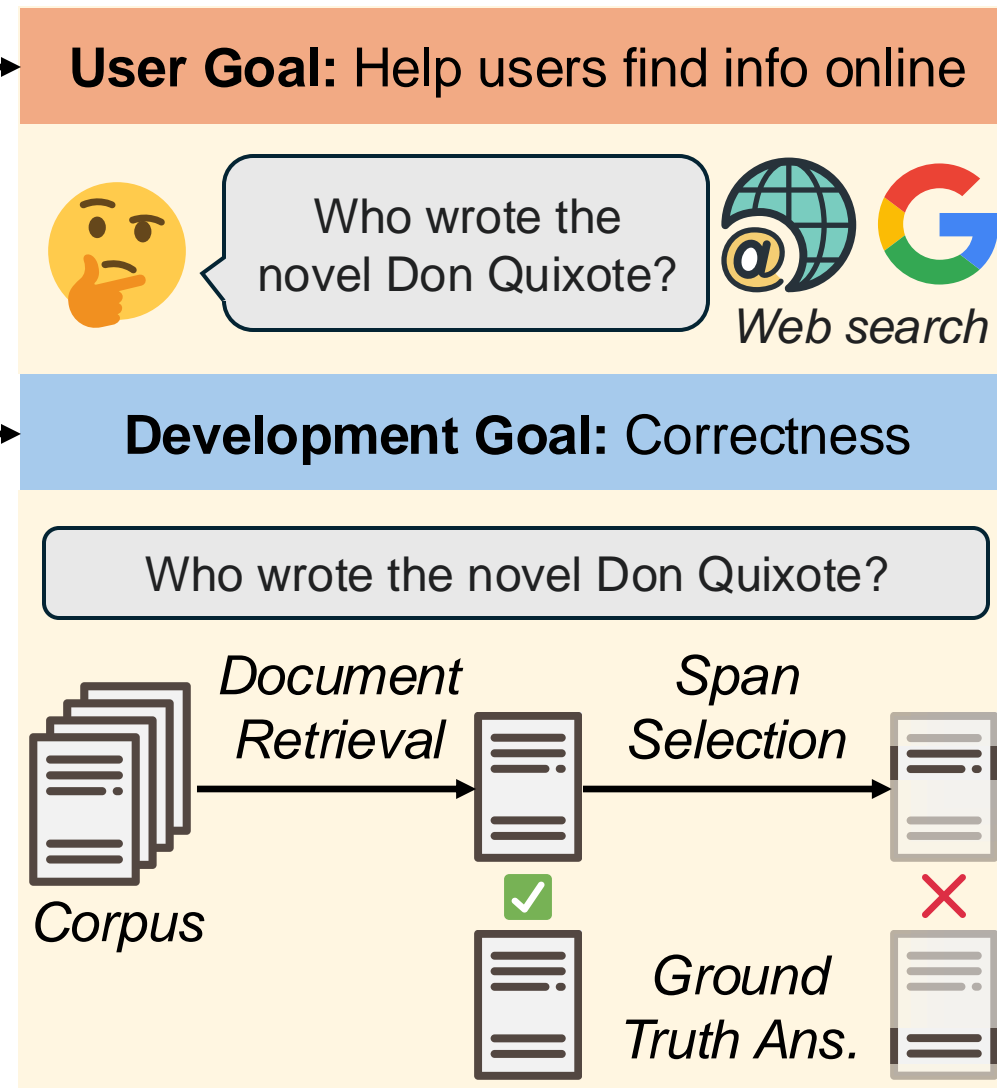 User Goal: Help users find info online
Who wrote the
novel Don Quixote?
@
Web search
Development Goal: Correctness
Who wrote the novel Don Quixote?
Document
Retrieval
Span
Selection
Corpus
Ground
Truth Ans.